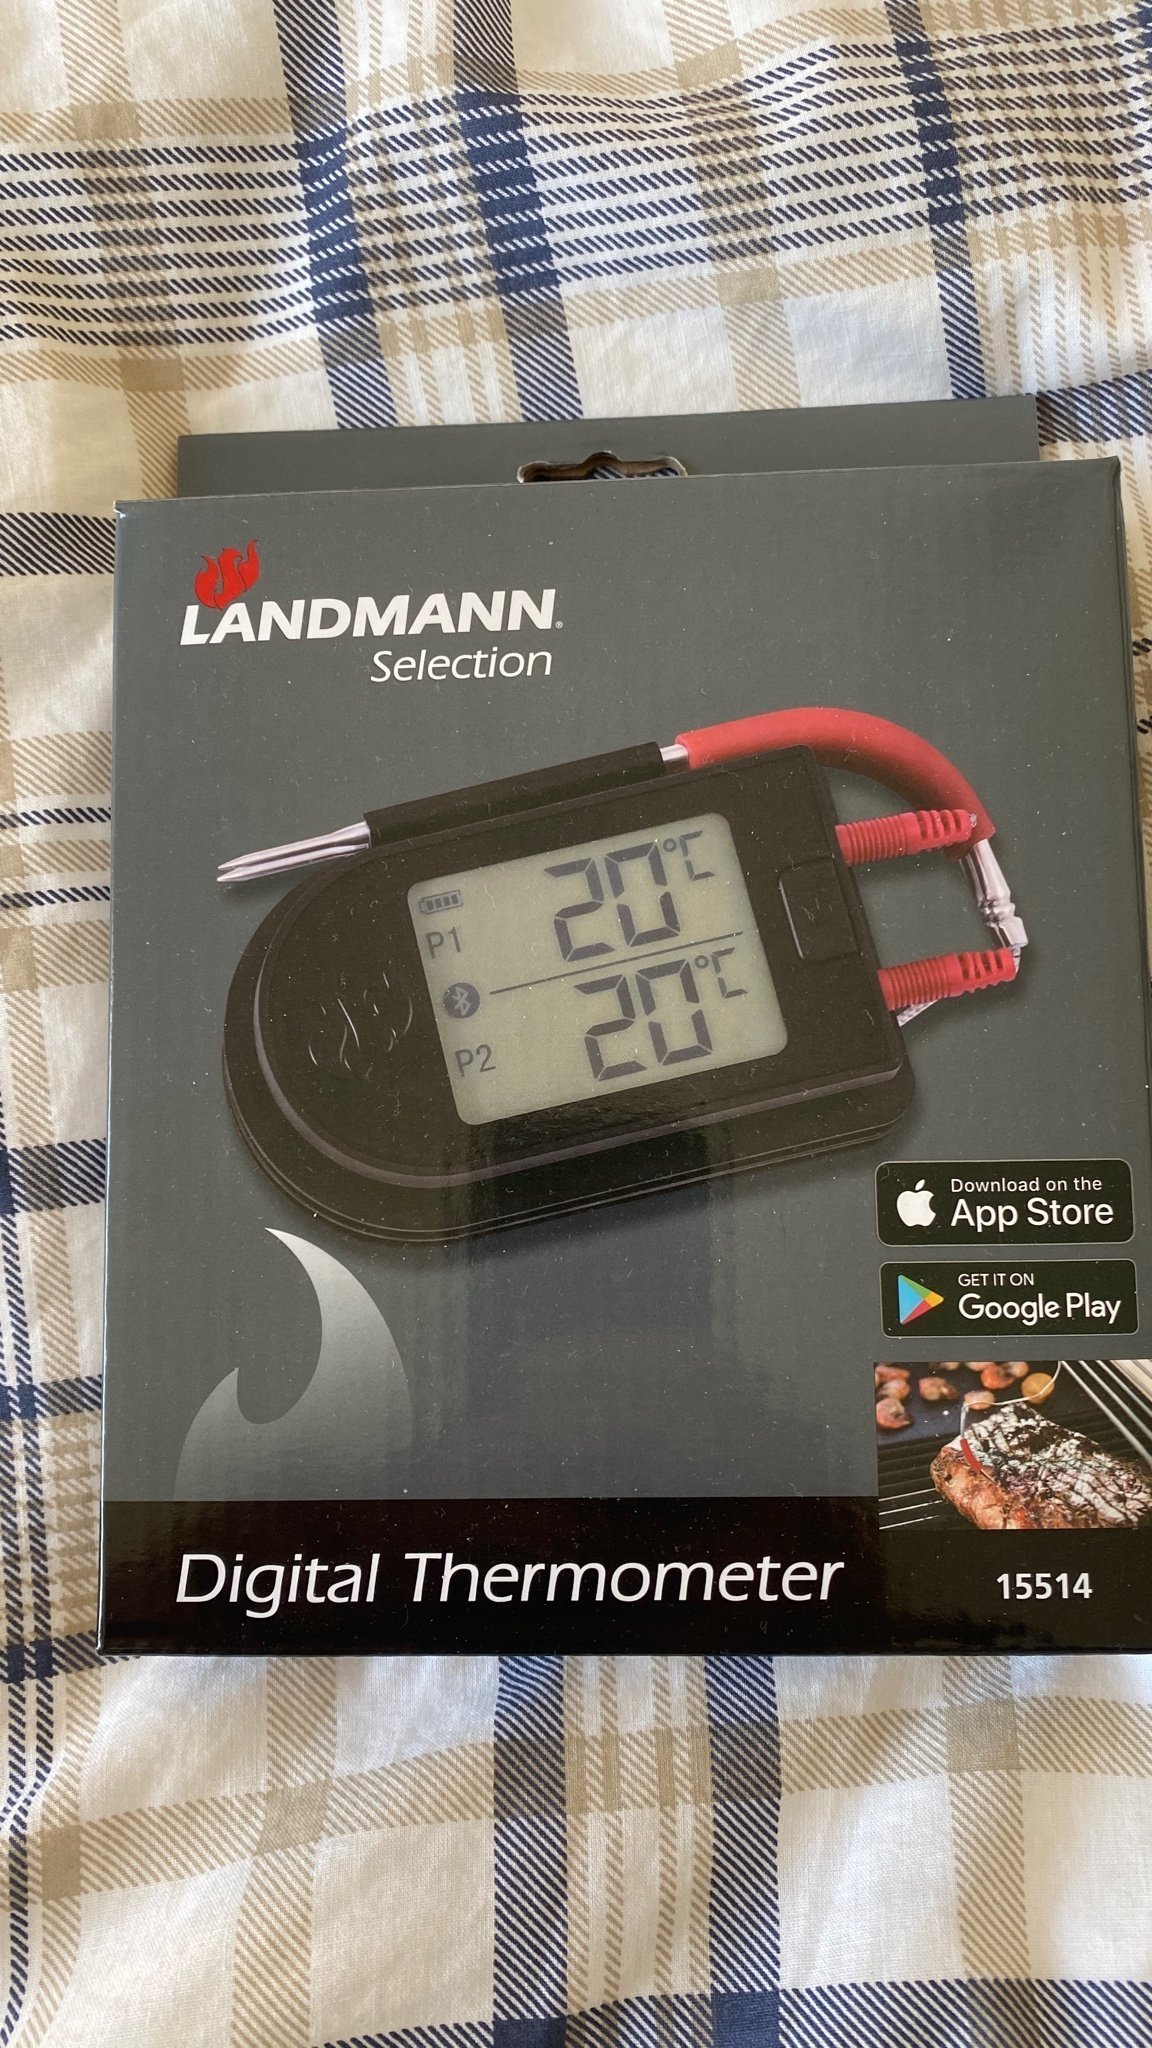 LANDMANN®
Selection
P1 20°C
P2 20°C
Download on the
App Store
GET IT ON
Google Play
Digital Thermometer
15514